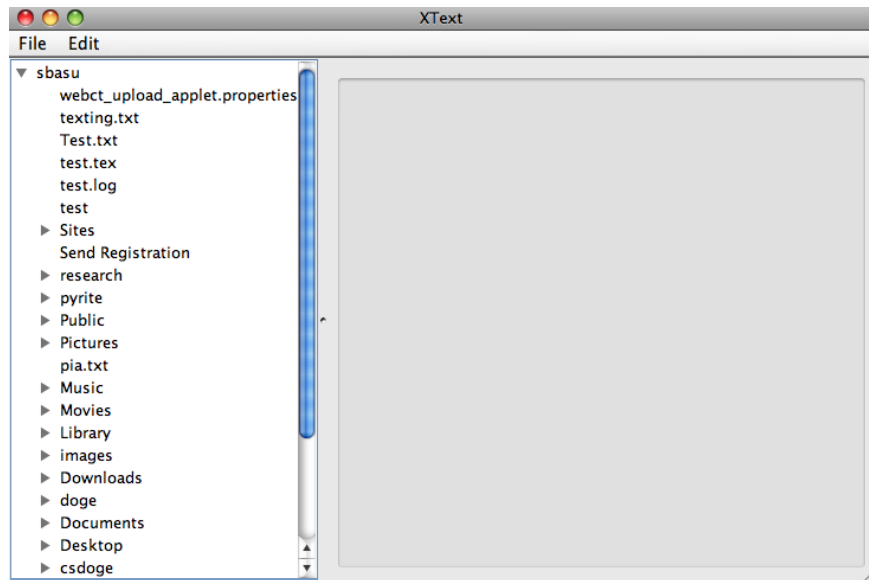 XText
File Edit
sbasu
webct_upload_applet.properties
texting.txt
Test.txt
test.tex
test.log
test
Sites
Send Registration
research
pyrite
Public
Pictures
pia.txt
Music
Movies
Library
images
Downloads
doge
Documents
Desktop
csdoge